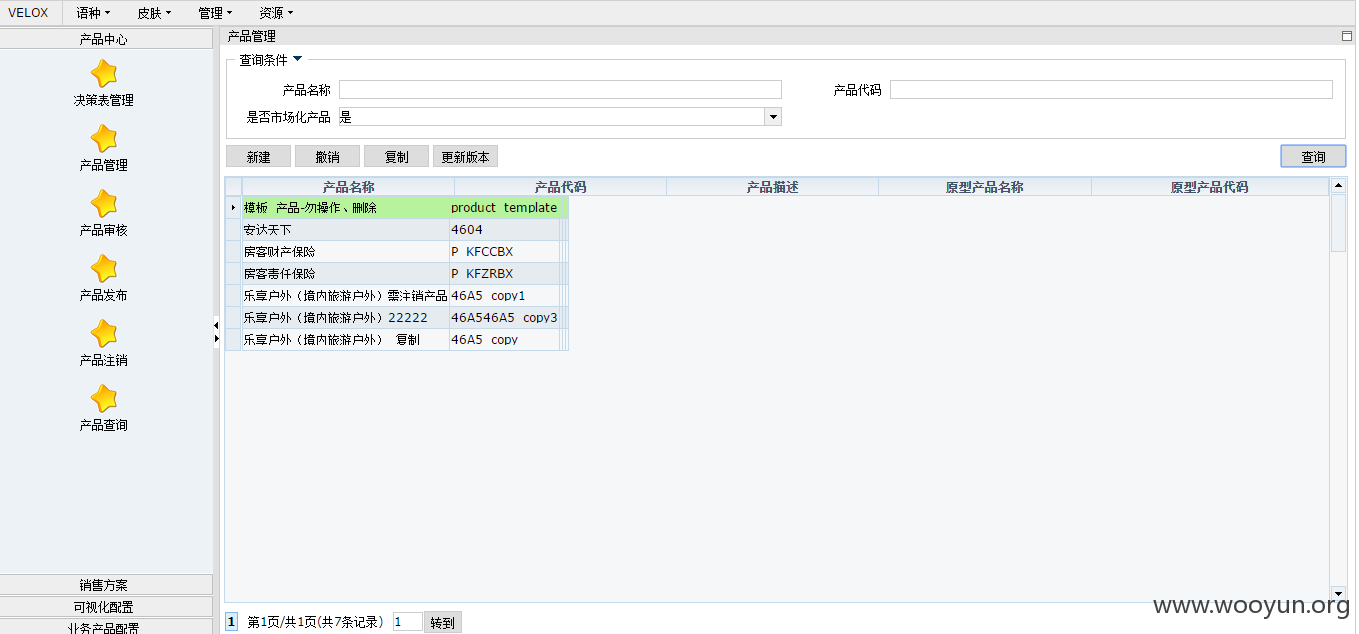 VELOX 语种 皮肤 管理 资源
产品中心
决策表管理
产品管理
产品审核
产品发布
产品注销
产品查询
销售方案
可视化配置
业务产品配置
产品管理
查询条件
产品名称 产品代码
是否市场化产品 是
新建 撤销 复制 更新版本 查询
产品名称 产品代码 产品描述 原型产品名称 原型产品代码
模板 产品-勿操作、删除 product template
安达天下 4604
房客财产保险 P KFCCBX
房客责任保险 P KFZRBX
乐享户外（境内旅游户外）需注销产品 46A5 copy1
乐享户外（境内旅游户外）22222 46A546A5 copy3
乐享户外（境内旅游户外） 复制 46A5 copy
1 第1页/共1页(共7条记录) 1 转到
www.wooyun.org